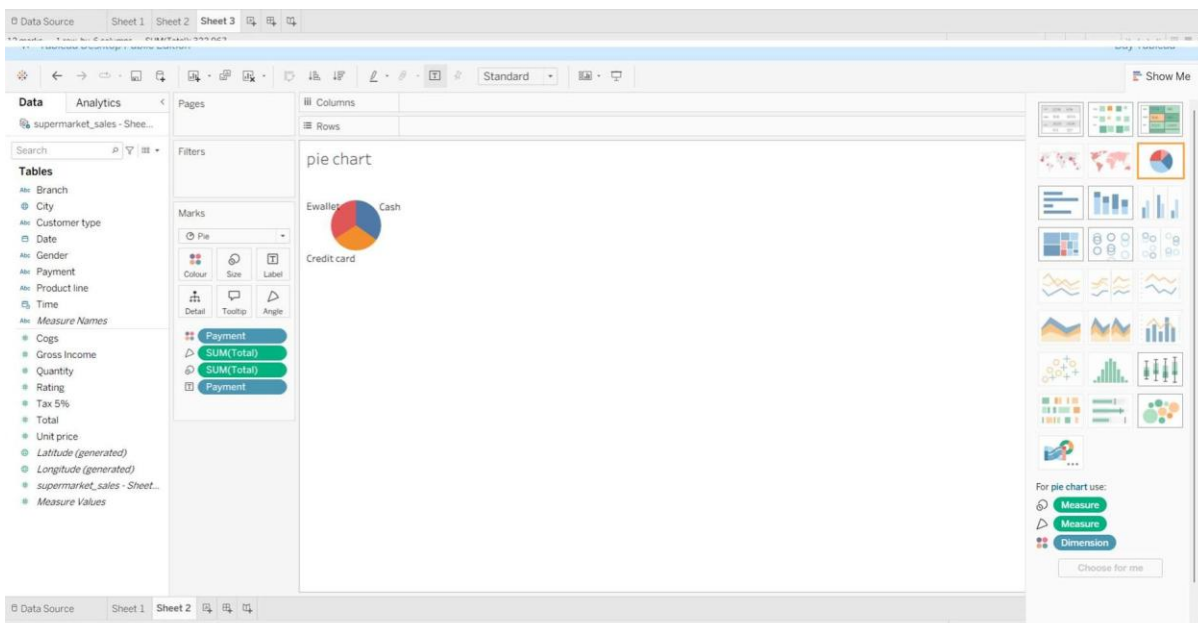 Data Source Sheet 1 Sheet 2 Sheet 3
Standard
Show Me
Data Analytics
Pages
Columns
supermarket_sales - Shee...
Rows
Search
Filters
pie chart
Tables
Branch
City
Customer type
Date
Gender
Payment
Product line
Time
Measure Names
Cogs
Gross Income
Quantity
Rating
Tax 5%
Total
Unit price
Latitude (generated)
Longitude (generated)
supermarket_sales - Sheet...
Measure Values
Marks
Pie
Colour Size Label
Detail Tooltip Angle
Payment
SUM(Total)
SUM(Total)
Payment
Ewallet Cash
Credit card
For pie chart use:
Measure
Measure
Dimension
Choose for me
Data Source Sheet 1 Sheet 2